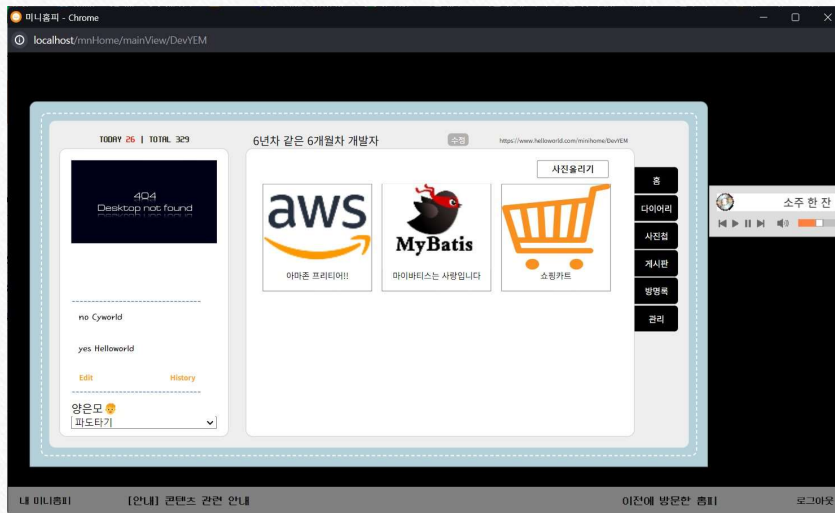 미니홈피 - Chrome
localhost/mnHome/mainView/DevYEM
TODAY 26 | TOTAL 329
6년차 같은 6개월차 개발자
수정
https://www.helloworld.com/minihome/DevYEM
404
Desktop not found
no Cyworld
yes Helloworld
Edit
History
양은모
파도타기
사진올리기
aws
아마존 프리티어!!
MyBatis
마이바티스는 사랑입니다
쇼핑카트
홈
다이어리
사진첩
게시판
방명록
관리
소주 한 잔
내 미니홈피
[안내] 콘텐츠 관련 안내
이전에 방문한 홈피
로그아웃